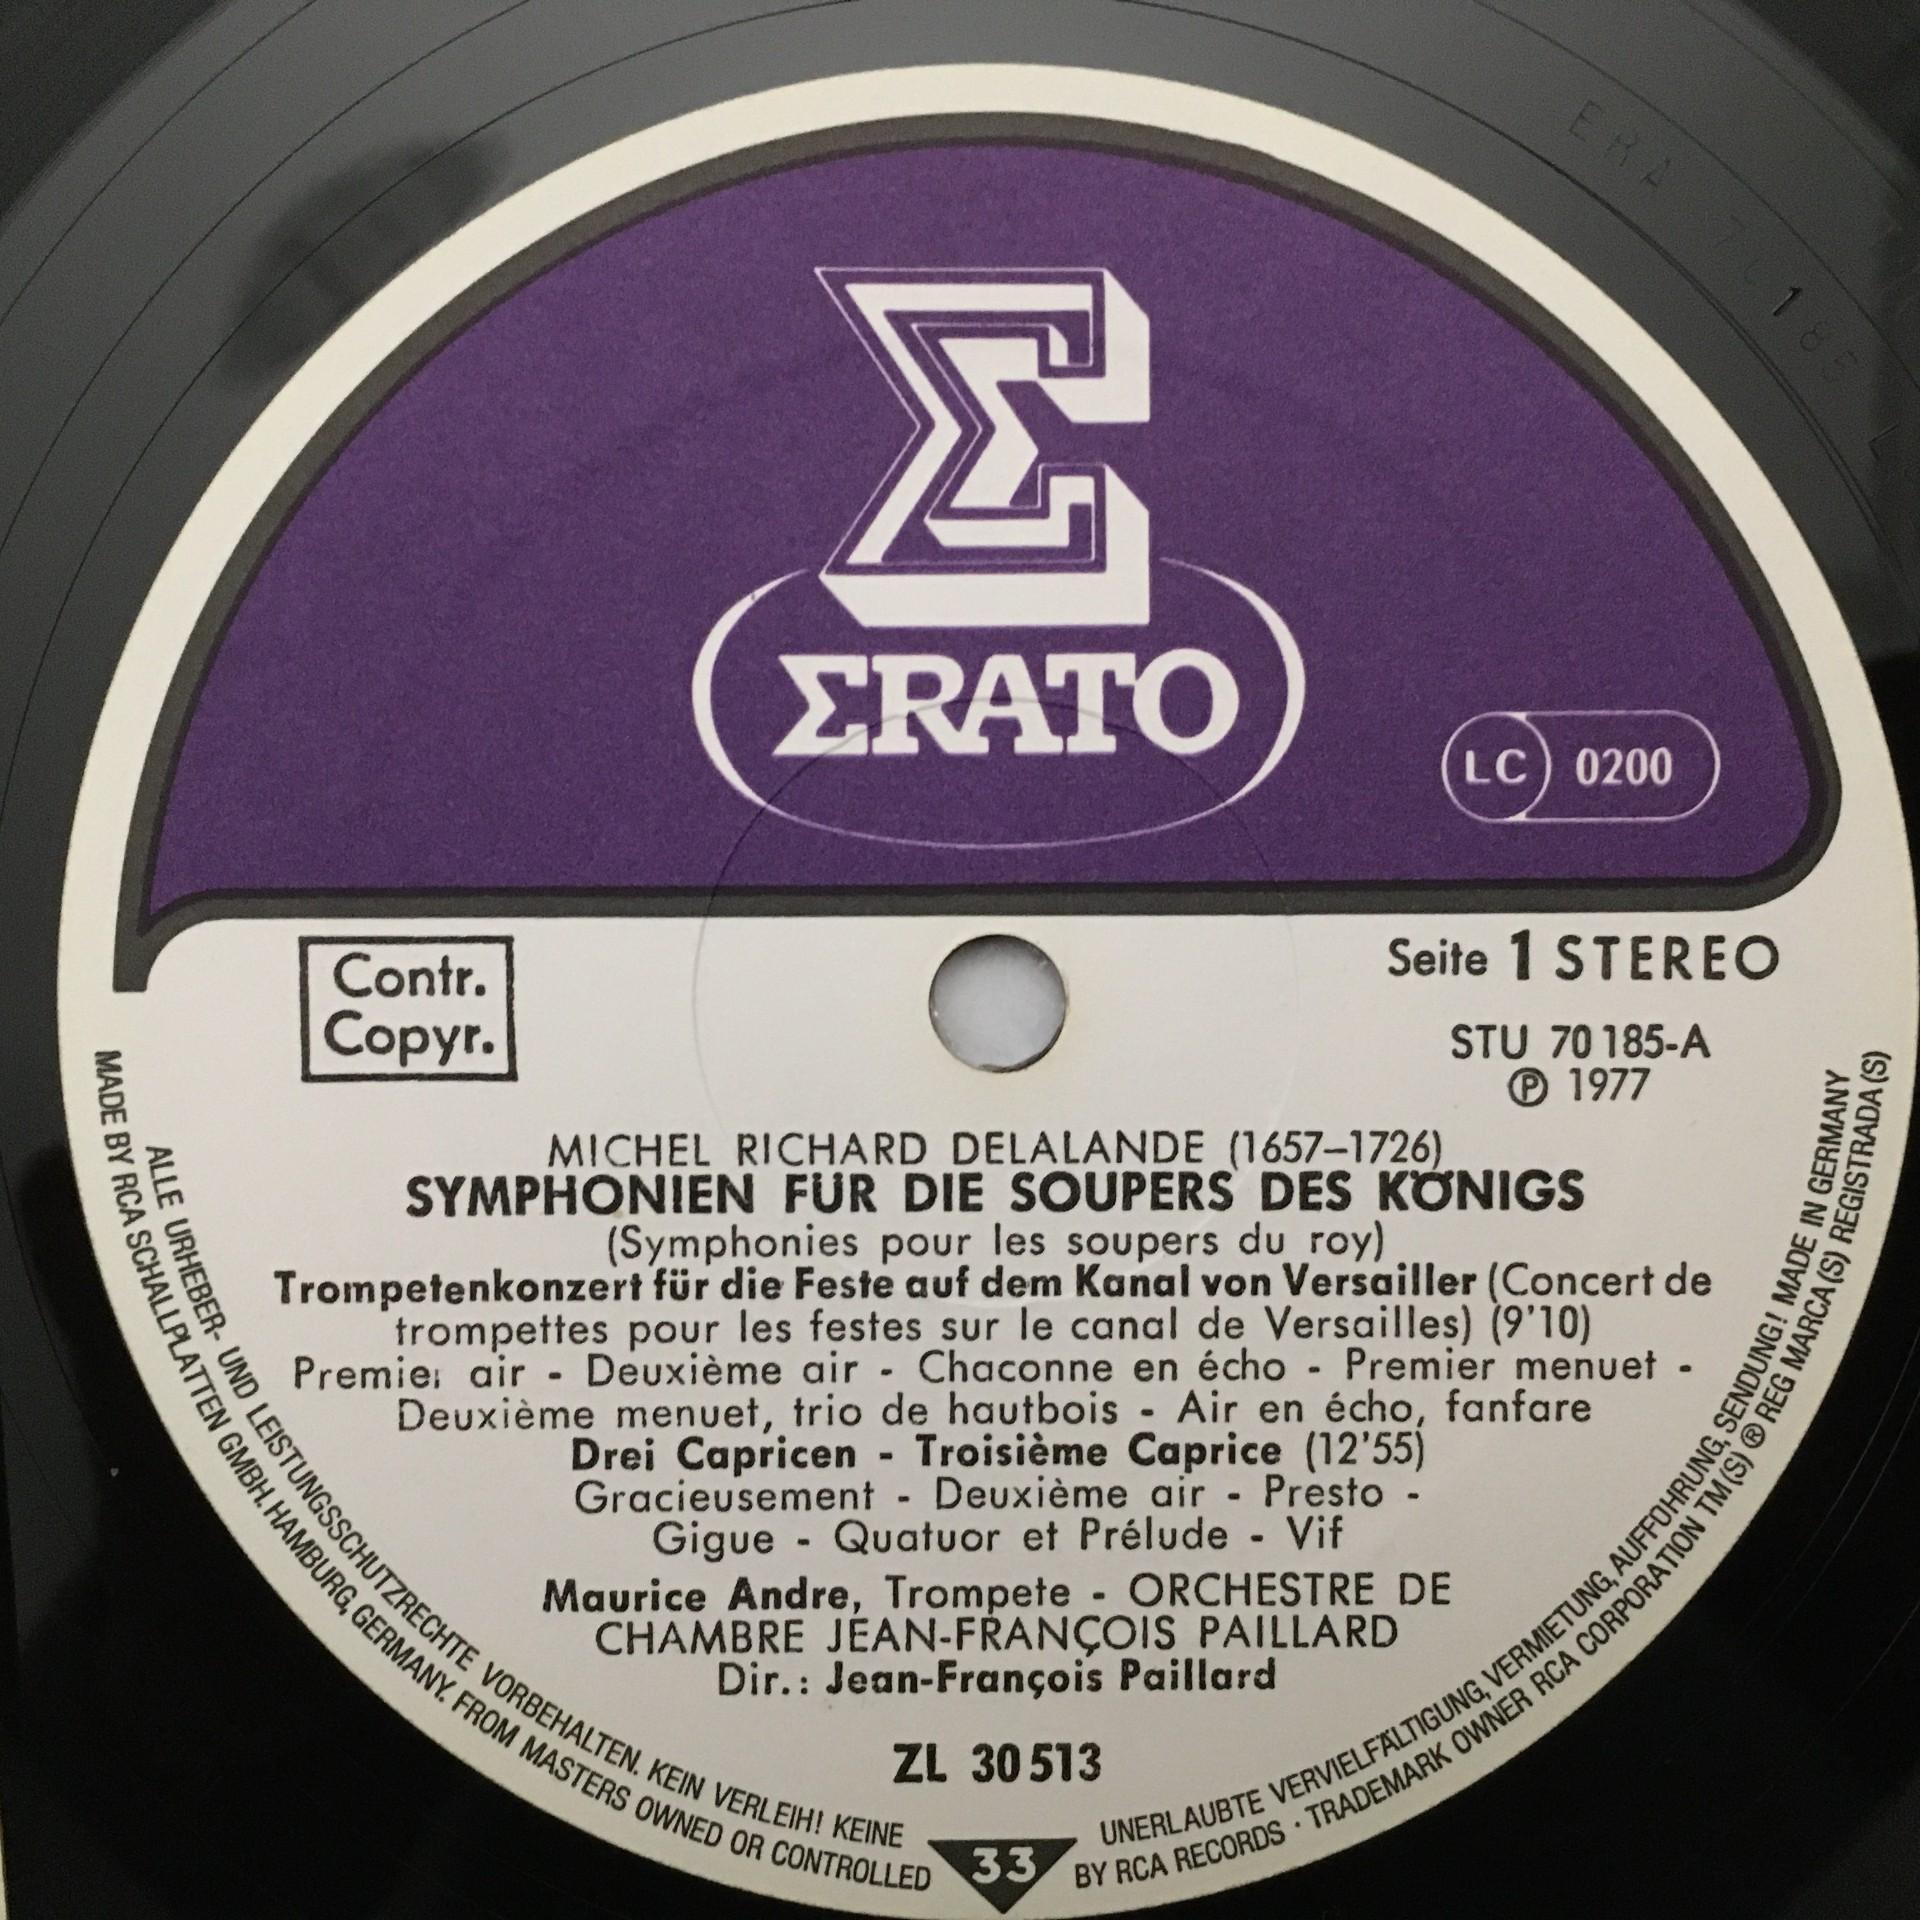 ERA 70185
ΣRATO
LC 0200
Contr.
Copyr.
Seite 1 STEREO
STU 70 185-A
Ⓟ 1977
MICHEL RICHARD DELALANDE (1657–1726)
SYMPHONIEN FÜR DIE SOUPERS DES KÖNIGS
(Symphonies pour les soupers du roy)
Trompetenkonzert für die Feste auf dem Kanal von Versailler (Concert de
trompettes pour les festes sur le canal de Versailles) (9'10)
Premier air - Deuxième air - Chaconne en écho - Premier menuet -
Deuxième menuet, trio de hautbois - Air en écho, fanfare
Drei Capricen - Troisième Caprice (12'55)
Gracieusement - Deuxième air - Presto -
Gigue - Quatuor et Prélude - Vif
Maurice Andre, Trompete - ORCHESTRE DE
CHAMBRE JEAN-FRANÇOIS PAILLARD
Dir.: Jean-François Paillard
ZL 30 513
33
ALLE URHEBER- UND LEISTUNGSSCHUTZRECHTE VORBEHALTEN. KEIN VERLEIH! KEINE UNERLAUBTE VERVIELFÄLTIGUNG, VERMIETUNG, AUFFÜHRUNG, SENDUNG! MADE IN GERMANY
MADE BY RCA SCHALLPLATTEN GMBH. HAMBURG, GERMANY. FROM MASTERS OWNED OR CONTROLLED BY RCA RECORDS · TRADEMARK OWNER RCA CORPORATION TM(S) ® REG MARCA(S) REGISTRADA(S)